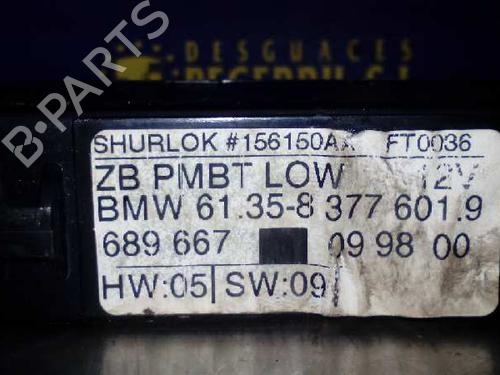 DESGUACES
B-PARTS
SHURLOK #156150A FT0036
ZB PMBT LOW 12V
BMW 61.35-8 377 601.9
689 667 09 98 00
HW:05 SW:09